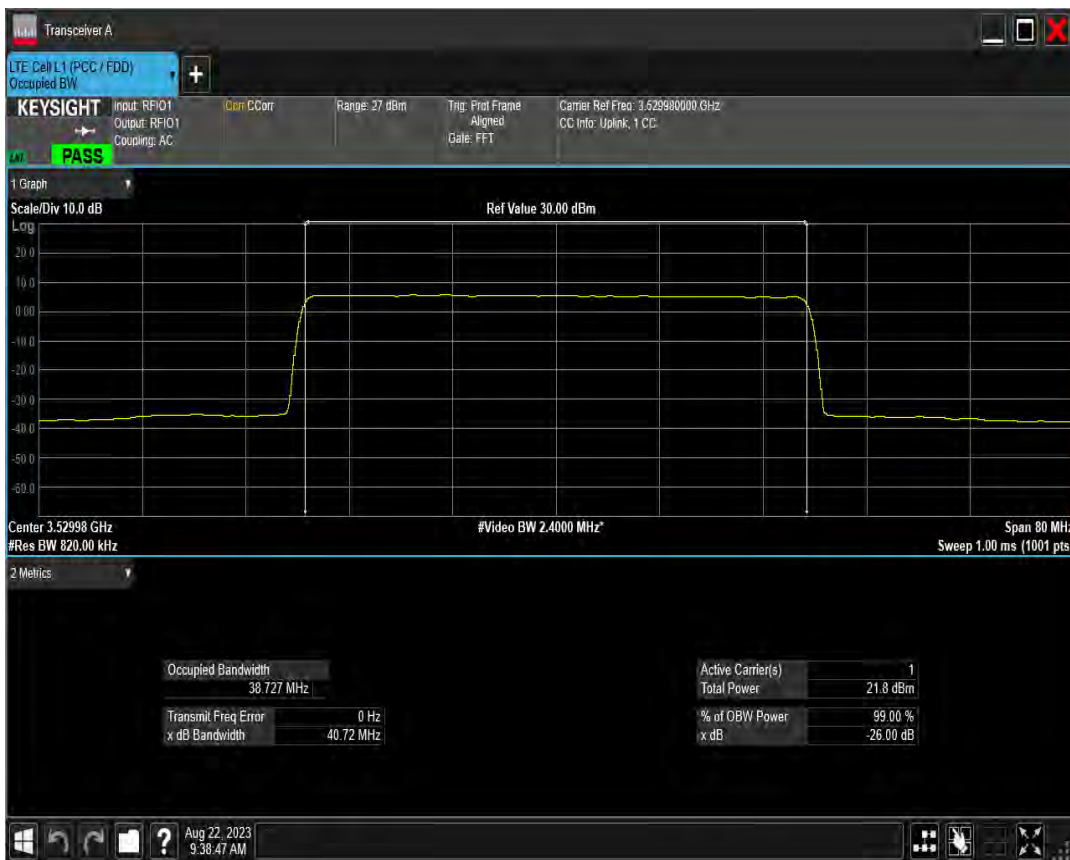 Transceiver A
LTE Cell L1 (PCC / FDD)
Occupied BW
+
KEYSIGHT
Input: RFIO1
Output: RFIO1
Coupling: AC
Corr CCorr
Range: 27 dBm
Trig: Prot Frame
Aligned
Gate: FFT
Carrier Ref Freq: 3.529980000 GHz
CC Info: Uplink, 1 CC
PASS
1 Graph
Scale/Div 10.0 dB
Ref Value 30.00 dBm
Log
20.0
10.0
0.00
-10.0
-20.0
-30.0
-40.0
-50.0
-60.0
Center 3.52998 GHz
#Video BW 2.4000 MHz*
Span 80 MHz
#Res BW 820.00 kHz
Sweep 1.00 ms (1001 pts
2 Metrics
Occupied Bandwidth
38.727 MHz
Transmit Freq Error 0 Hz
x dB Bandwidth 40.72 MHz
Active Carrier(s) 1
Total Power 21.8 dBm
% of OBW Power 99.00 %
x dB -26.00 dB
?
Aug 22, 2023
9:38:47 AM